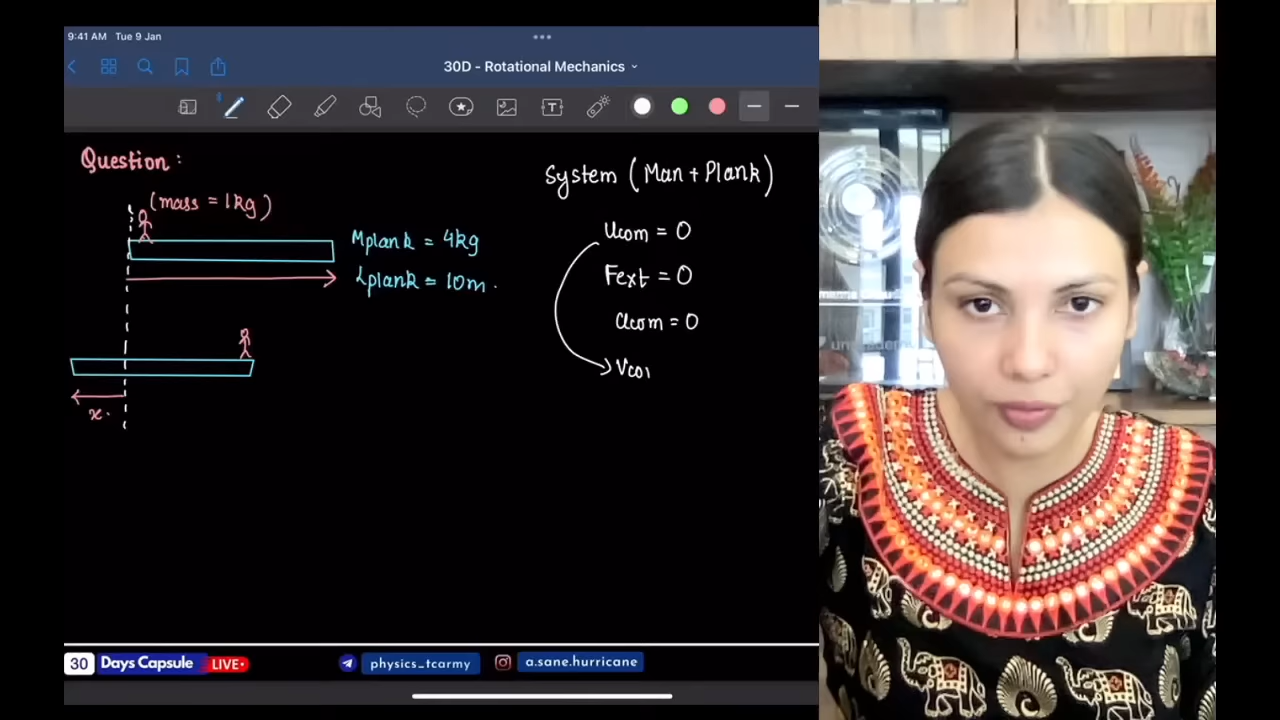 9:41 AM Tue 9 Jan
30D - Rotational Mechanics
Question :
(mass = 1kg)
Mplank = 4kg
Lplank = 10m.
x.
System (Man + Plank)
Ucom = 0
Fext = 0
acom = 0
Vco
30 Days Capsule LIVE
physics_tcarmy
a.sane.hurricane